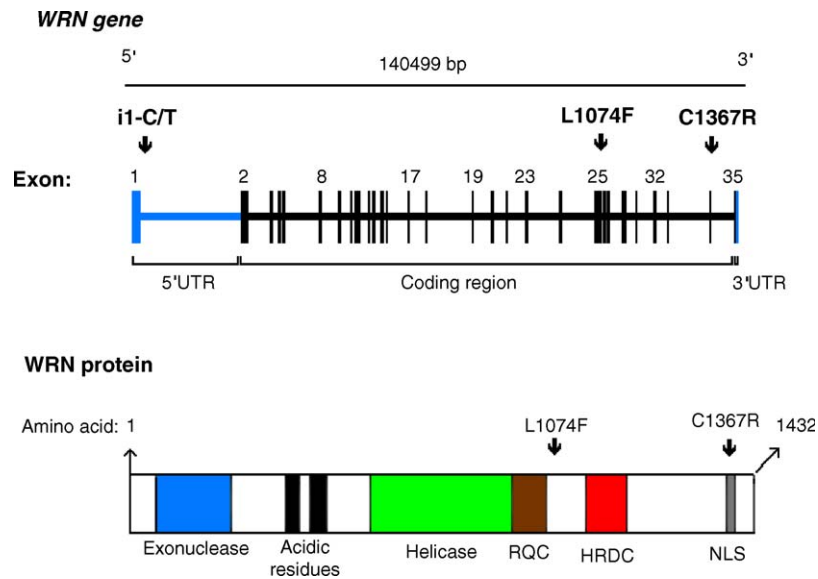 WRN gene
5' 3'
140499 bp
i1-C/T L1074F C1367R
Exon: 1 2 8 17 19 23 25 32 35
5'UTR Coding region 3'UTR
WRN protein
Amino acid: 1 L1074F C1367R 1432
Exonuclease Acidic residues Helicase RQC HRDC NLS